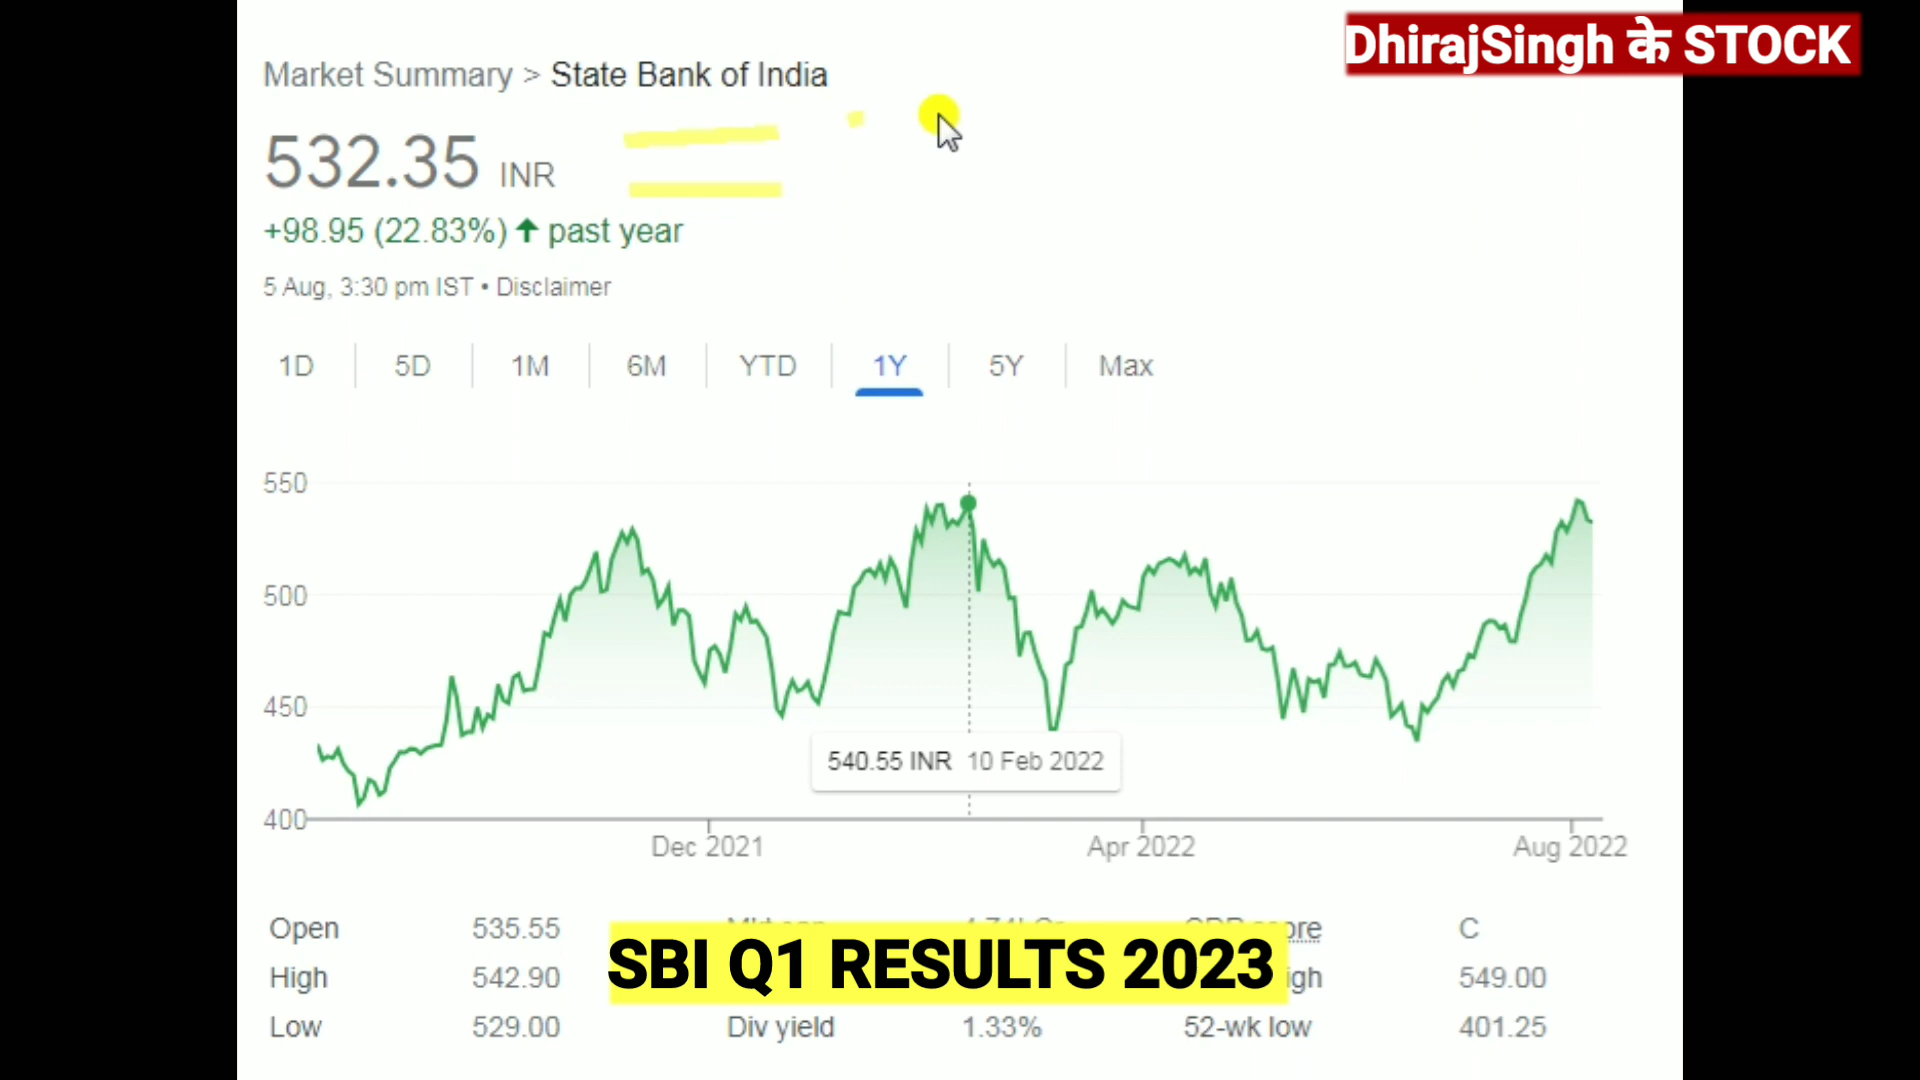 DhirajSingh के STOCK
Market Summary > State Bank of India
532.35 INR
+98.95 (22.83%) ↑ past year
5 Aug, 3:30 pm IST • Disclaimer
1D 5D 1M 6M YTD 1Y 5Y Max
550
500
450
400
540.55 INR 10 Feb 2022
Dec 2021 Apr 2022 Aug 2022
Open 535.55 C
High 542.90 549.00
Low 529.00 Div yield 1.33% 52-wk low 401.25
SBI Q1 RESULTS 2023